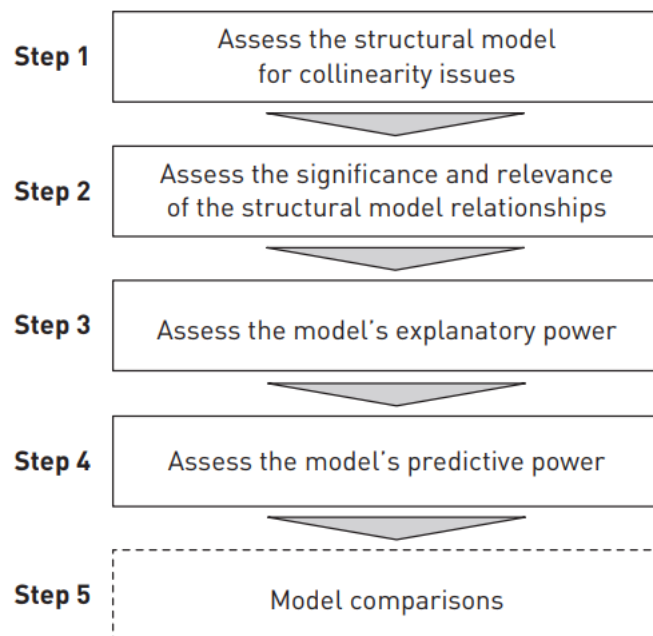 Step 1
Assess the structural model
for collinearity issues
Step 2
Assess the significance and relevance
of the structural model relationships
Step 3
Assess the model's explanatory power
Step 4
Assess the model's predictive power
Step 5
Model comparisons